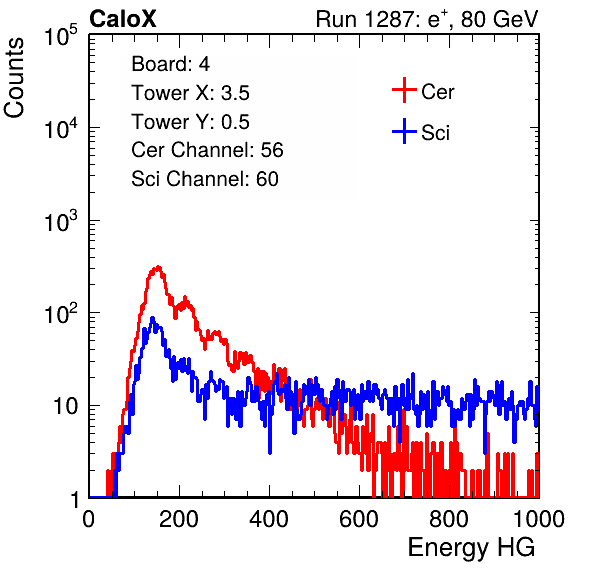 CaloX Run 1287: e⁺, 80 GeV
Counts
10⁵
10⁴
10³
10²
10
1
Board: 4
Tower X: 3.5
Tower Y: 0.5
Cer Channel: 56
Sci Channel: 60
Cer
Sci
0 200 400 600 800 1000
Energy HG